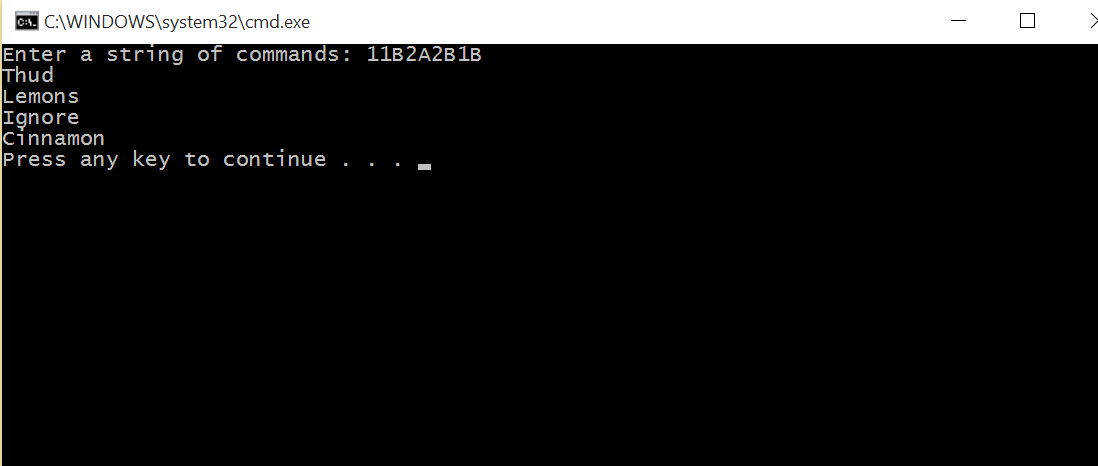 C:\WINDOWS\system32\cmd.exe
Enter a string of commands: 11B2A2B1B
Thud
Lemons
Ignore
Cinnamon
Press any key to continue . . .